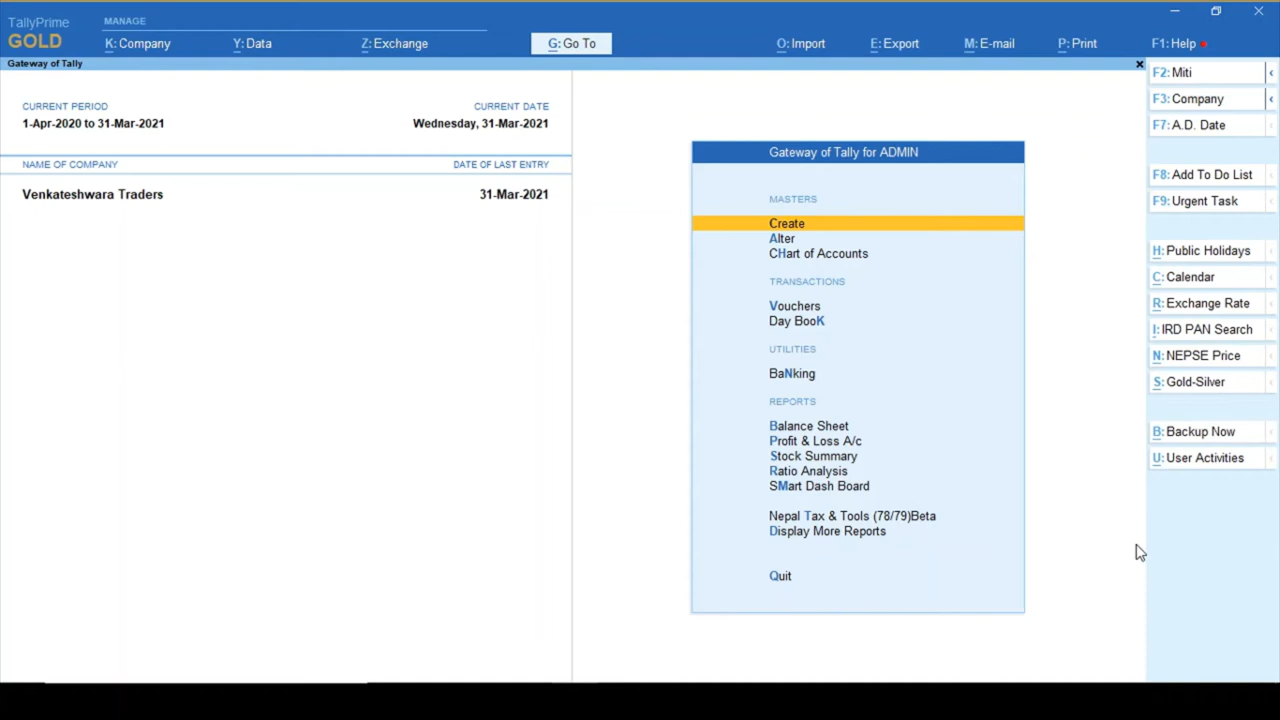 TallyPrime
GOLD
MANAGE
K: Company
Y: Data
Z: Exchange
G: Go To
O: Import
E: Export
M: E-mail
P: Print
F1: Help
Gateway of Tally
CURRENT PERIOD
CURRENT DATE
1-Apr-2020 to 31-Mar-2021
Wednesday, 31-Mar-2021
NAME OF COMPANY
DATE OF LAST ENTRY
Venkateshwara Traders
31-Mar-2021
Gateway of Tally for ADMIN
MASTERS
Create
Alter
CHart of Accounts
TRANSACTIONS
Vouchers
Day BooK
UTILITIES
BaNking
REPORTS
Balance Sheet
Profit & Loss A/c
Stock Summary
Ratio Analysis
SMart Dash Board
Nepal Tax & Tools (78/79)Beta
Display More Reports
Quit
F2: Miti
F3: Company
F7: A.D. Date
F8: Add To Do List
F9: Urgent Task
H: Public Holidays
C: Calendar
R: Exchange Rate
I: IRD PAN Search
N: NEPSE Price
S: Gold-Silver
B: Backup Now
U: User Activities